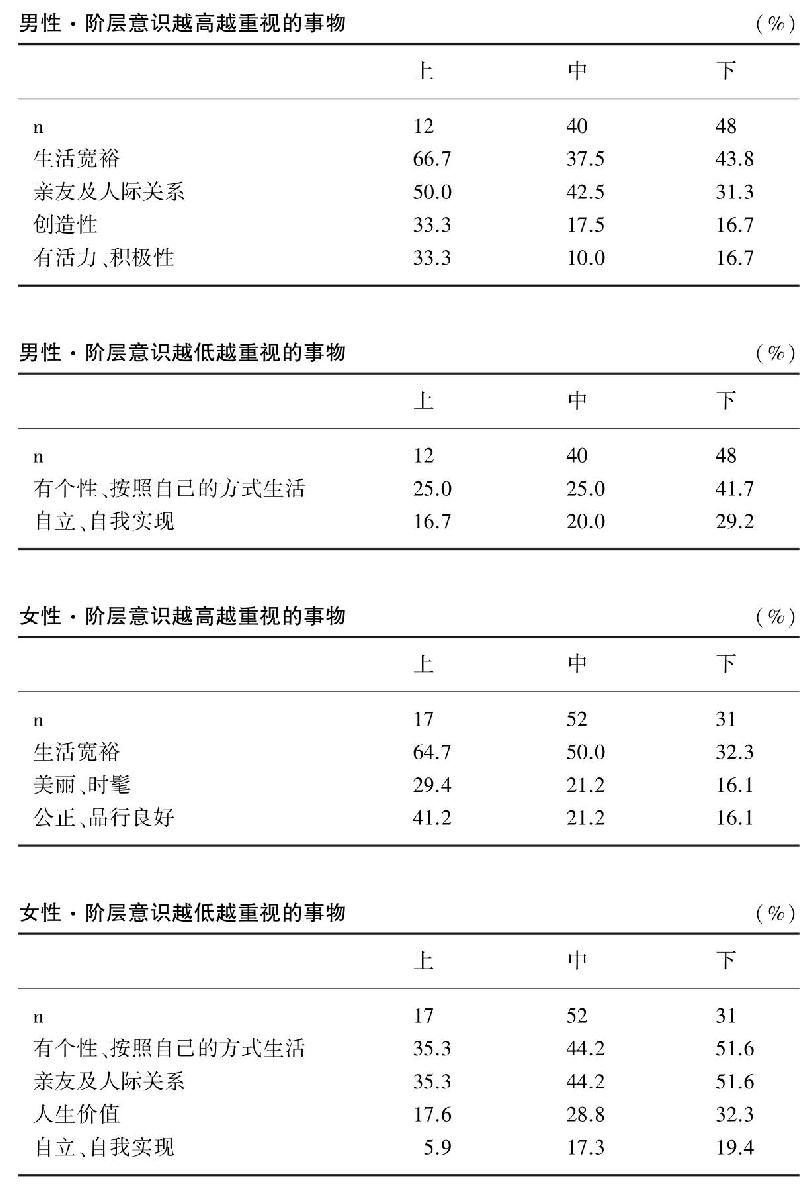 男性·阶层意识越高越重视的事物 (%)
上 中 下
n 12 40 48
生活宽裕 66.7 37.5 43.8
亲友及人际关系 50.0 42.5 31.3
创造性 33.3 17.5 16.7
有活力、积极性 33.3 10.0 16.7
男性·阶层意识越低越重视的事物 (%)
上 中 下
n 12 40 48
有个性、按照自己的方式生活 25.0 25.0 41.7
自立、自我实现 16.7 20.0 29.2
女性·阶层意识越高越重视的事物 (%)
上 中 下
n 17 52 31
生活宽裕 64.7 50.0 32.3
美丽、时髦 29.4 21.2 16.1
公正、品行良好 41.2 21.2 16.1
女性·阶层意识越低越重视的事物 (%)
上 中 下
n 17 52 31
有个性、按照自己的方式生活 35.3 44.2 51.6
亲友及人际关系 35.3 44.2 51.6
人生价值 17.6 28.8 32.3
自立、自我实现 5.9 17.3 19.4